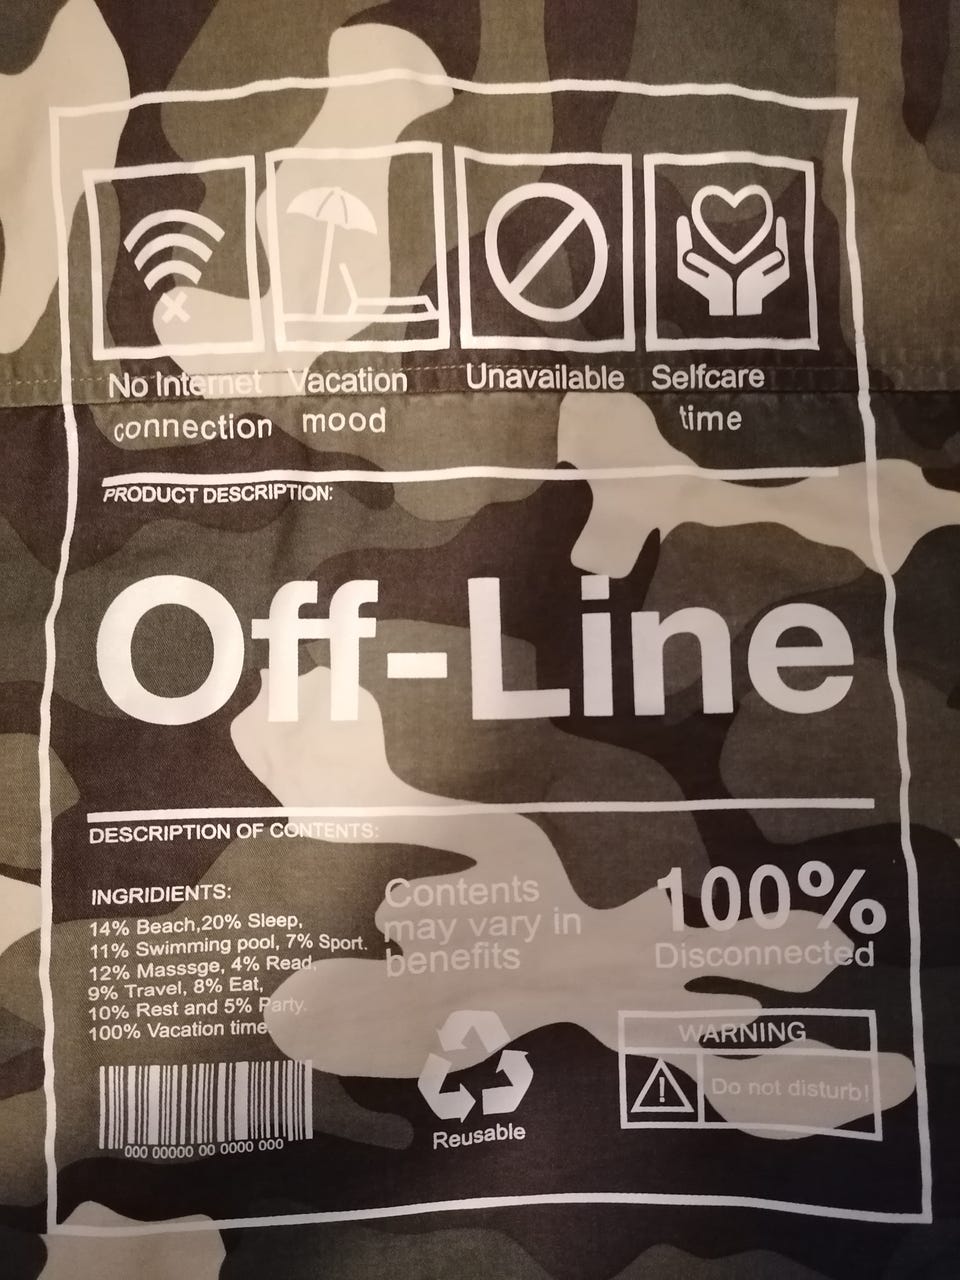 No Internet
connection
Vacation
mood
Unavailable
Selfcare
time
PRODUCT DESCRIPTION:
Off-Line
DESCRIPTION OF CONTENTS:
INGRIDIENTS:
14% Beach,20% Sleep,
11% Swimming pool, 7% Sport.
12% Masssge, 4% Read,
9% Travel, 8% Eat,
10% Rest and 5% Party.
100% Vacation time.
000 00000 00 0000 000
Contents
may vary in
benefits
Reusable
100%
Disconnected
WARNING
Do not disturb!